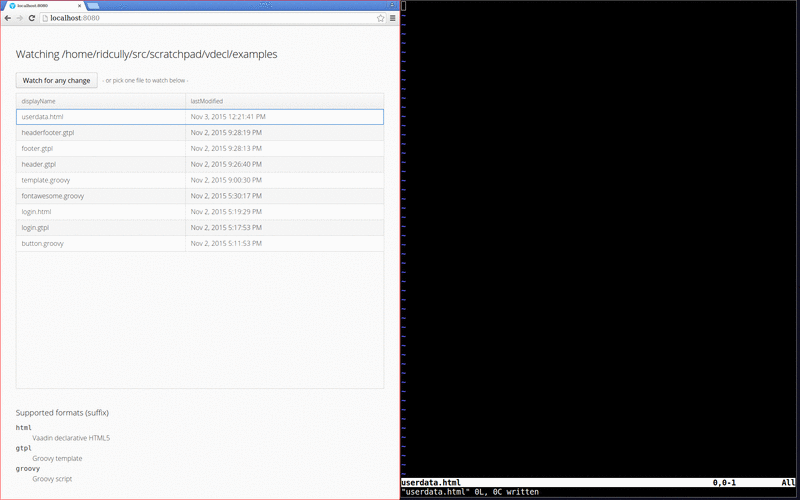 localhost:8080
localhost:8080
Watching /home/ridcully/src/scratchpad/vdecl/examples
Watch for any change - or pick one file to watch below -
displayName lastModified
userdata.html Nov 3, 2015 12:21:41 PM
headerfooter.gtpl Nov 2, 2015 9:28:19 PM
footer.gtpl Nov 2, 2015 9:28:13 PM
header.gtpl Nov 2, 2015 9:26:40 PM
template.groovy Nov 2, 2015 9:00:30 PM
fontawesome.groovy Nov 2, 2015 5:30:17 PM
login.html Nov 2, 2015 5:19:29 PM
login.gtpl Nov 2, 2015 5:17:53 PM
button.groovy Nov 2, 2015 5:11:53 PM
Supported formats (suffix)
html
Vaadin declarative HTML5
gtpl
Groovy template
groovy
Groovy script
userdata.html 0,0-1 All
"userdata.html" 0L, 0C written